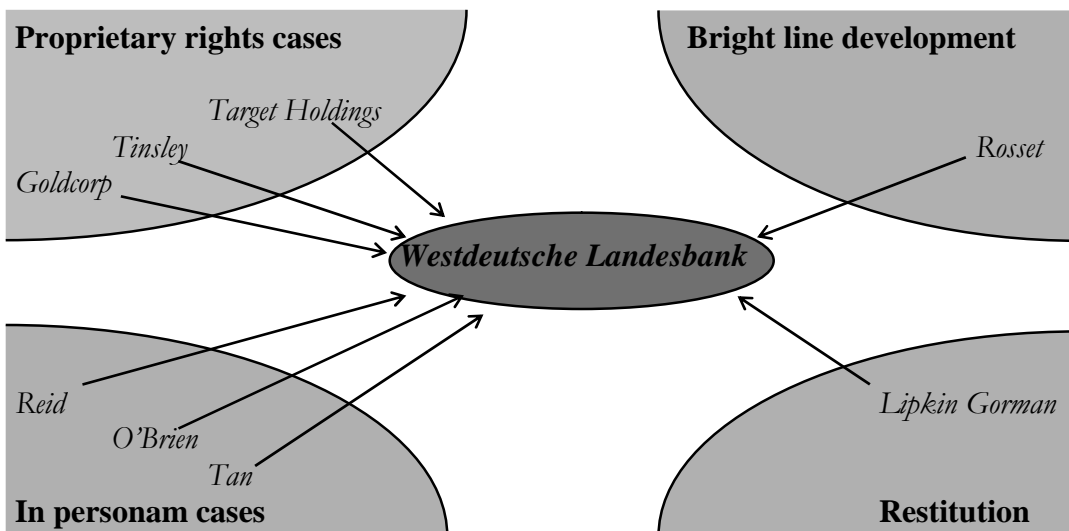 Proprietary rights cases
Bright line development
Target Holdings
Tinsley
Rosset
Goldcorp
Westdeutsche Landesbank
Reid
Lipkin Gorman
O'Brien
Tan
In personam cases
Restitution